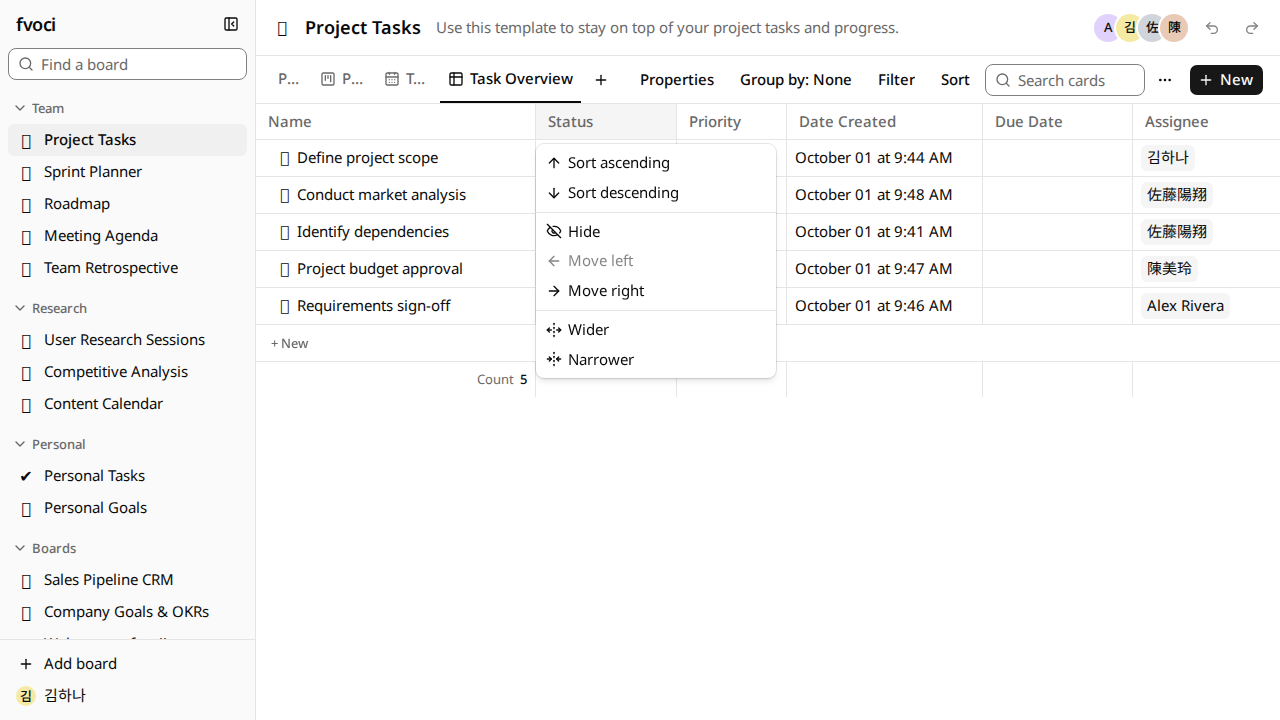 fvoci
Find a board
Team
Project Tasks
Sprint Planner
Roadmap
Meeting Agenda
Team Retrospective
Research
User Research Sessions
Competitive Analysis
Content Calendar
Personal
Personal Tasks
Personal Goals
Boards
Sales Pipeline CRM
Company Goals & OKRs
Add board
김 김하나
Project Tasks Use this template to stay on top of your project tasks and progress.
A 김 佐 陳
P... P... T... Task Overview Properties Group by: None Filter Sort Search cards ... New
Name Status Priority Date Created Due Date Assignee
Define project scope October 01 at 9:44 AM 김하나
Conduct market analysis October 01 at 9:48 AM 佐藤陽翔
Identify dependencies October 01 at 9:41 AM 佐藤陽翔
Project budget approval October 01 at 9:47 AM 陳美玲
Requirements sign-off October 01 at 9:46 AM Alex Rivera
+ New
Count 5
Sort ascending
Sort descending
Hide
Move left
Move right
Wider
Narrower